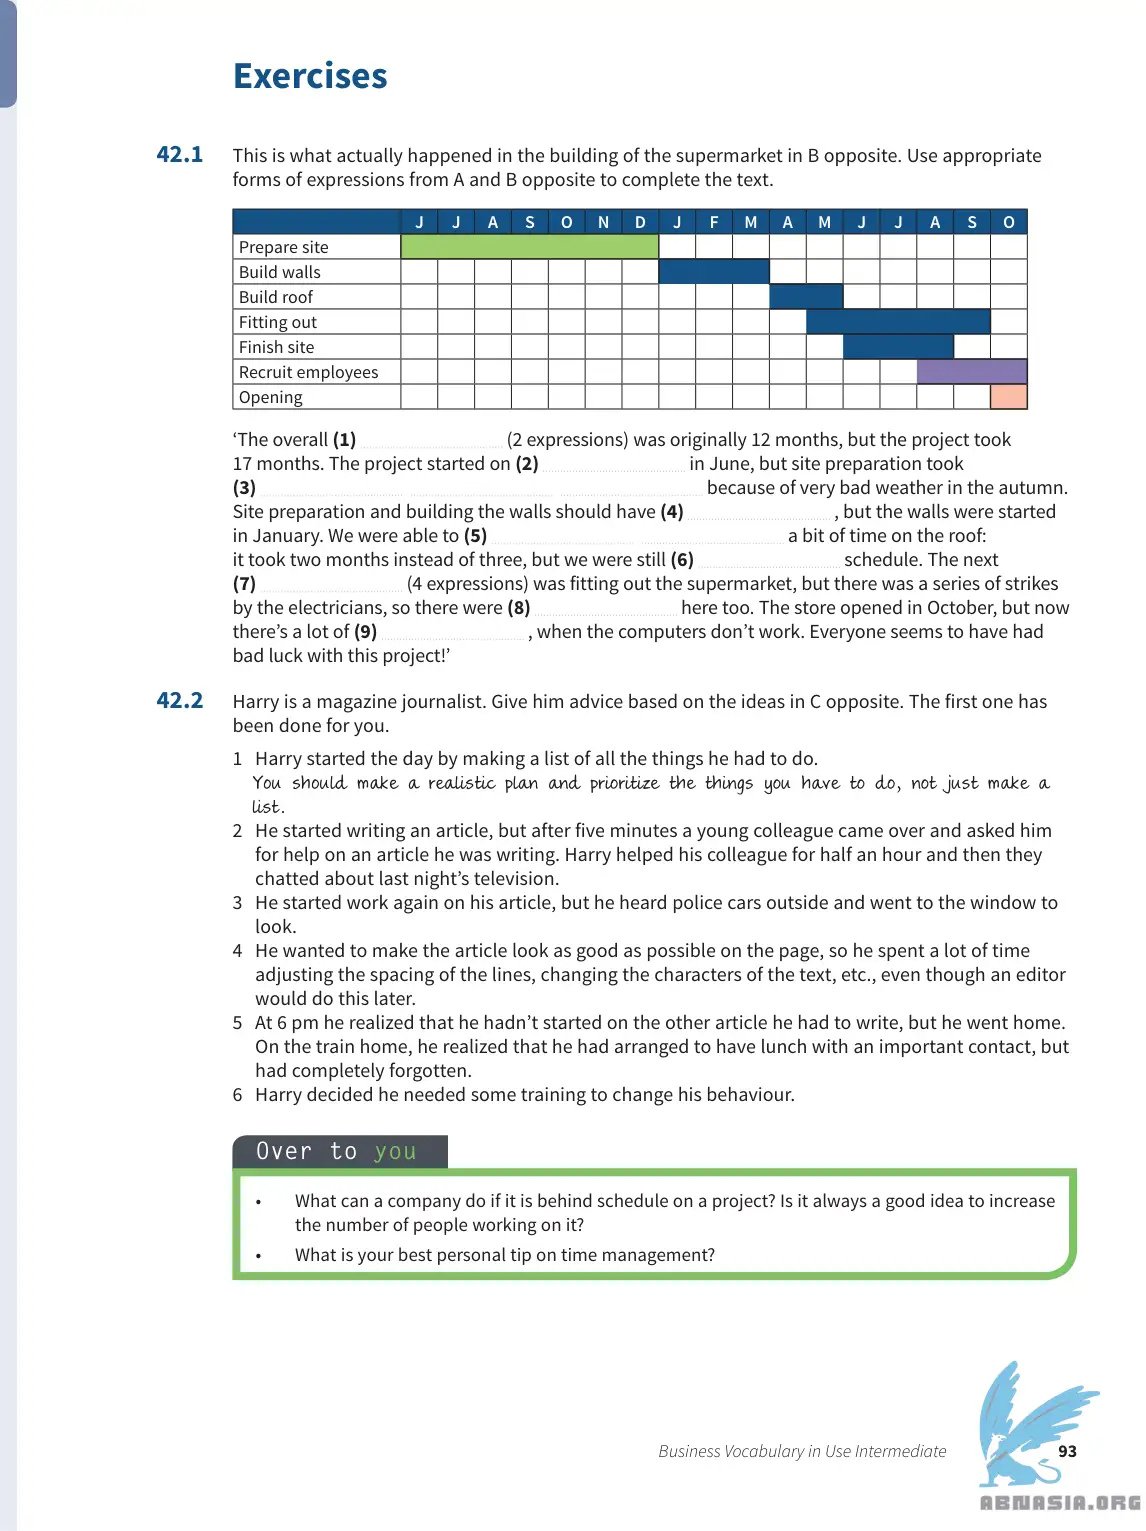 Exercises
42.1 This is what actually happened in the building of the supermarket in B opposite. Use appropriate
forms of expressions from A and B opposite to complete the text.
J J A S O N D J F M A M J J A S O
Prepare site
Build walls
Build roof
Fitting out
Finish site
Recruit employees
Opening
‘The overall (1) (2 expressions) was originally 12 months, but the project took
17 months. The project started on (2) in June, but site preparation took
(3) because of very bad weather in the autumn.
Site preparation and building the walls should have (4) , but the walls were started
in January. We were able to (5) a bit of time on the roof:
it took two months instead of three, but we were still (6) schedule. The next
(7) (4 expressions) was fitting out the supermarket, but there was a series of strikes
by the electricians, so there were (8) here too. The store opened in October, but now
there’s a lot of (9) , when the computers don’t work. Everyone seems to have had
bad luck with this project!’
42.2 Harry is a magazine journalist. Give him advice based on the ideas in C opposite. The first one has
been done for you.
1 Harry started the day by making a list of all the things he had to do.
You should make a realistic plan and prioritize the things you have to do, not just make a
list.
2 He started writing an article, but after five minutes a young colleague came over and asked him
for help on an article he was writing. Harry helped his colleague for half an hour and then they
chatted about last night’s television.
3 He started work again on his article, but he heard police cars outside and went to the window to
look.
4 He wanted to make the article look as good as possible on the page, so he spent a lot of time
adjusting the spacing of the lines, changing the characters of the text, etc., even though an editor
would do this later.
5 At 6 pm he realized that he hadn’t started on the other article he had to write, but he went home.
On the train home, he realized that he had arranged to have lunch with an important contact, but
had completely forgotten.
6 Harry decided he needed some training to change his behaviour.
Over to you
• What can a company do if it is behind schedule on a project? Is it always a good idea to increase
the number of people working on it?
• What is your best personal tip on time management?
Business Vocabulary in Use Intermediate 93
ABNASIA.ORG